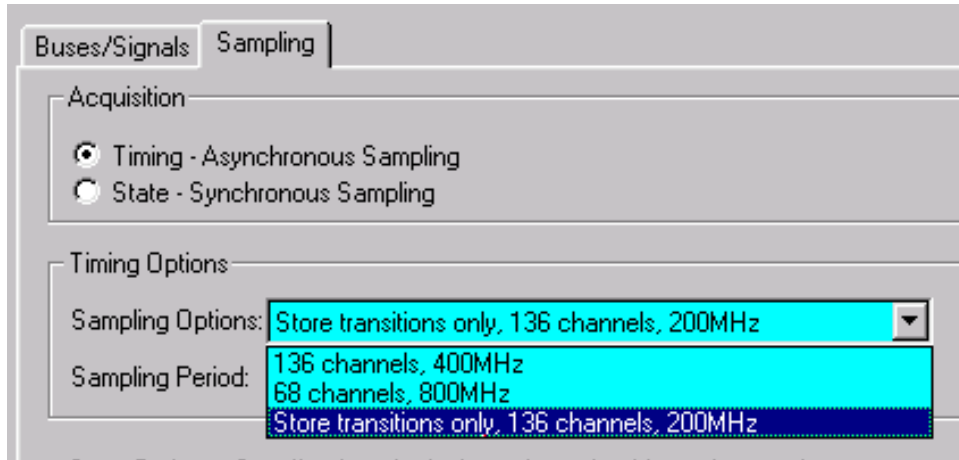 Buses/Signals Sampling
Acquisition
Timing - Asynchronous Sampling
State - Synchronous Sampling
Timing Options
Sampling Options: Store transitions only, 136 channels, 200MHz
136 channels, 400MHz
Sampling Period:
68 channels, 800MHz
Store transitions only, 136 channels, 200MHz